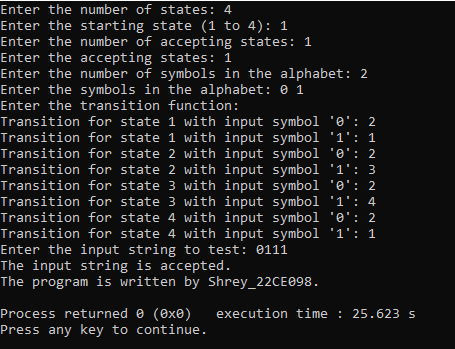 Enter the number of states: 4
Enter the starting state (1 to 4): 1
Enter the number of accepting states: 1
Enter the accepting states: 1
Enter the number of symbols in the alphabet: 2
Enter the symbols in the alphabet: 0 1
Enter the transition function:
Transition for state 1 with input symbol '0': 2
Transition for state 1 with input symbol '1': 1
Transition for state 2 with input symbol '0': 2
Transition for state 2 with input symbol '1': 3
Transition for state 3 with input symbol '0': 2
Transition for state 3 with input symbol '1': 4
Transition for state 4 with input symbol '0': 2
Transition for state 4 with input symbol '1': 1
Enter the input string to test: 0111
The input string is accepted.
The program is written by Shrey_22CE098.
Process returned 0 (0x0)   execution time : 25.623 s
Press any key to continue.